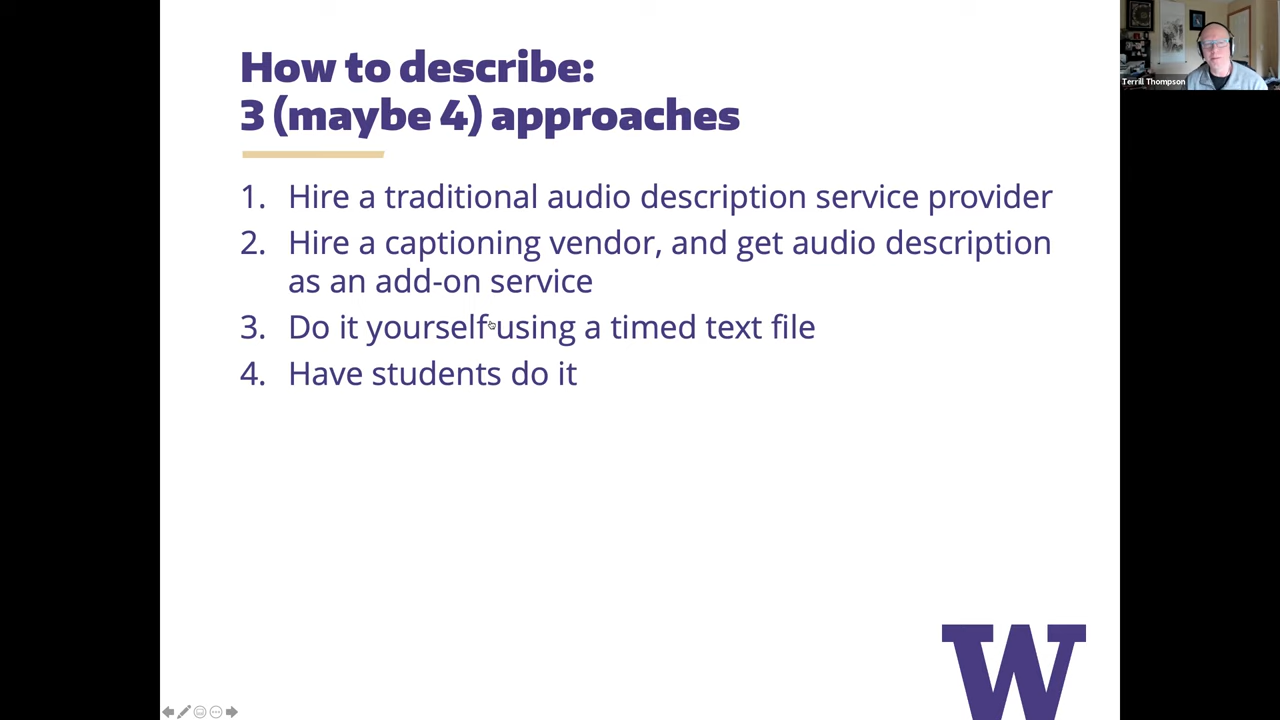 How to describe:
3 (maybe 4) approaches
1. Hire a traditional audio description service provider
2. Hire a captioning vendor, and get audio description
as an add-on service
3. Do it yourself using a timed text file
4. Have students do it
W
Terrill Thompson